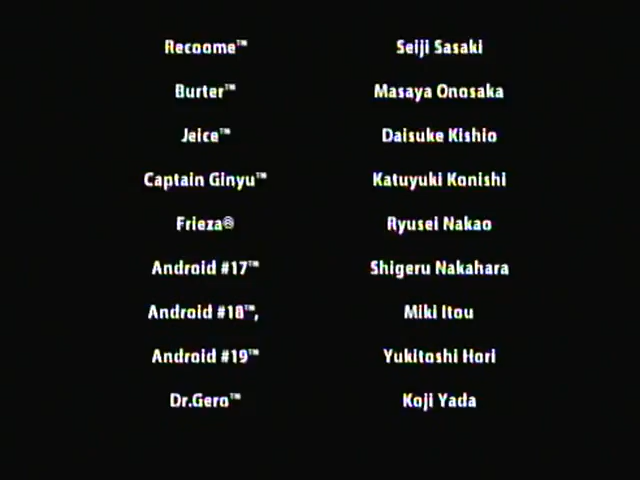 Recoome™ Seiji Sasaki
Burter™ Masaya Onosaka
Jeice™ Daisuke Kishio
Captain Ginyu™ Katuyuki Konishi
Frieza® Ryusei Nakao
Android #17™ Shigeru Nakahara
Android #18™, Miki Itou
Android #19™ Yukitoshi Hori
Dr.Gero™ Koji Yada